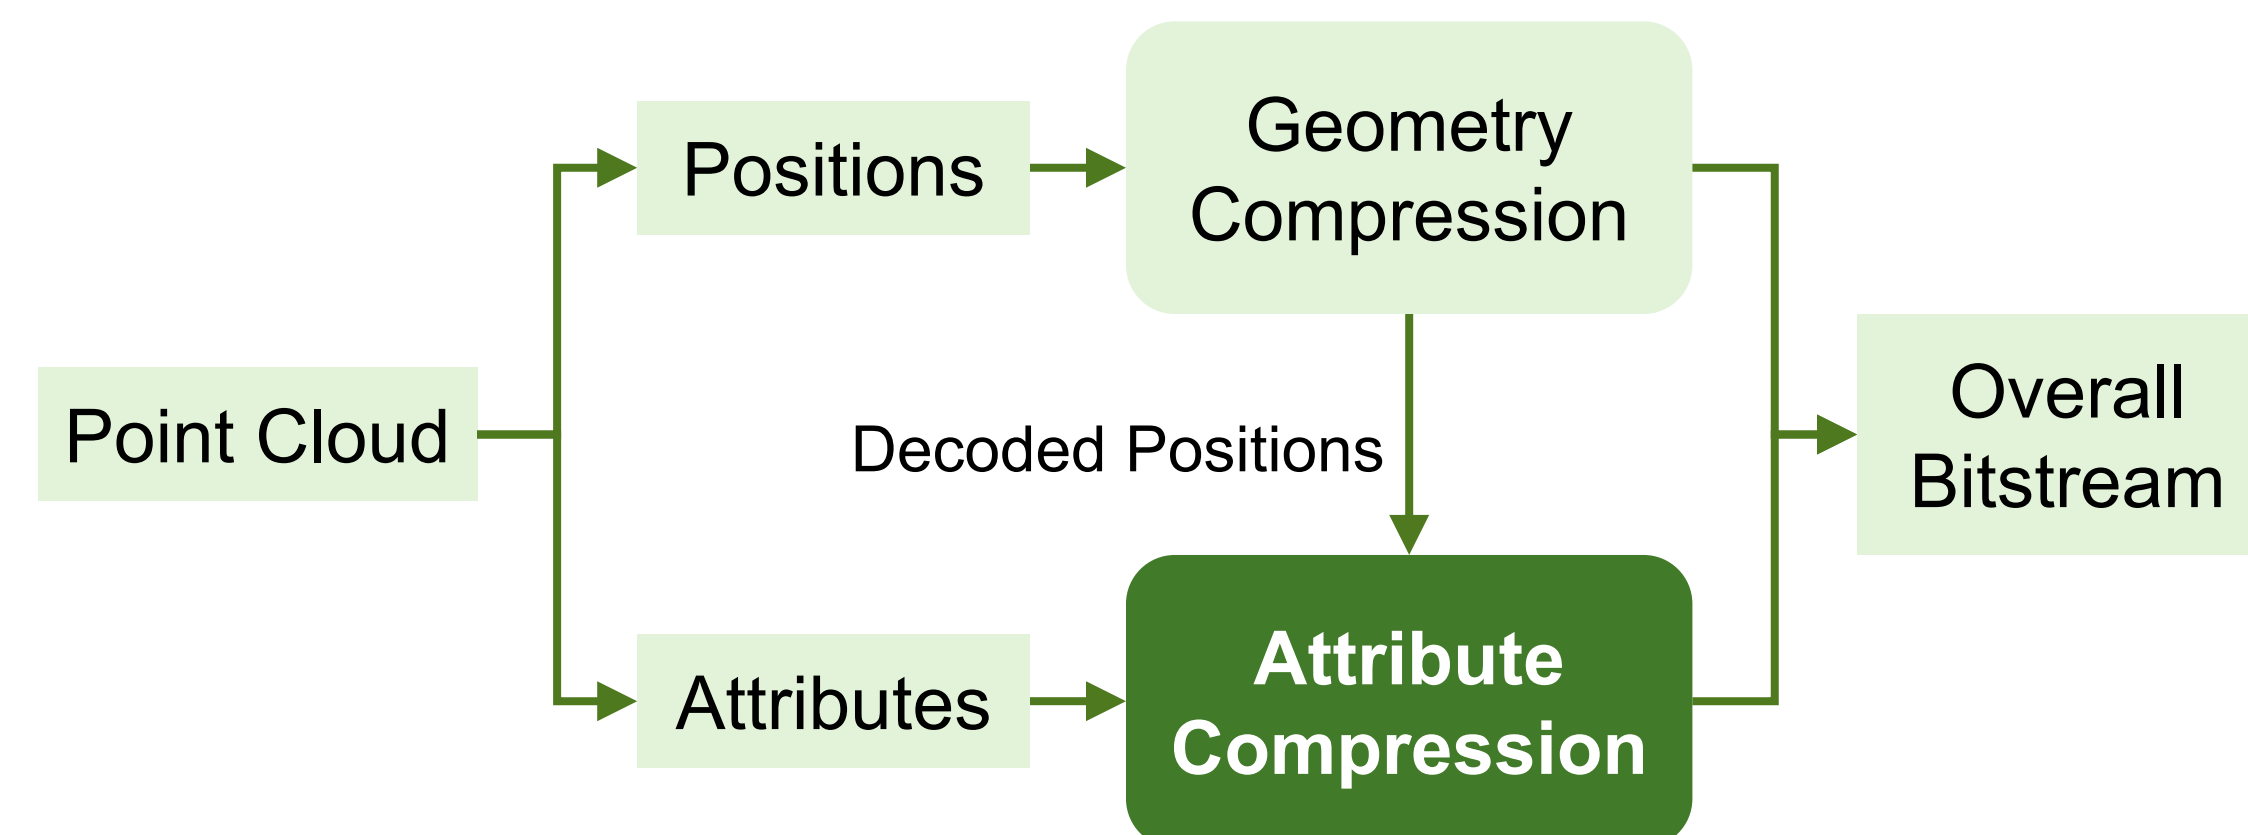 Point Cloud
Positions
Geometry
Compression
Decoded Positions
Attributes
Attribute
Compression
Overall
Bitstream